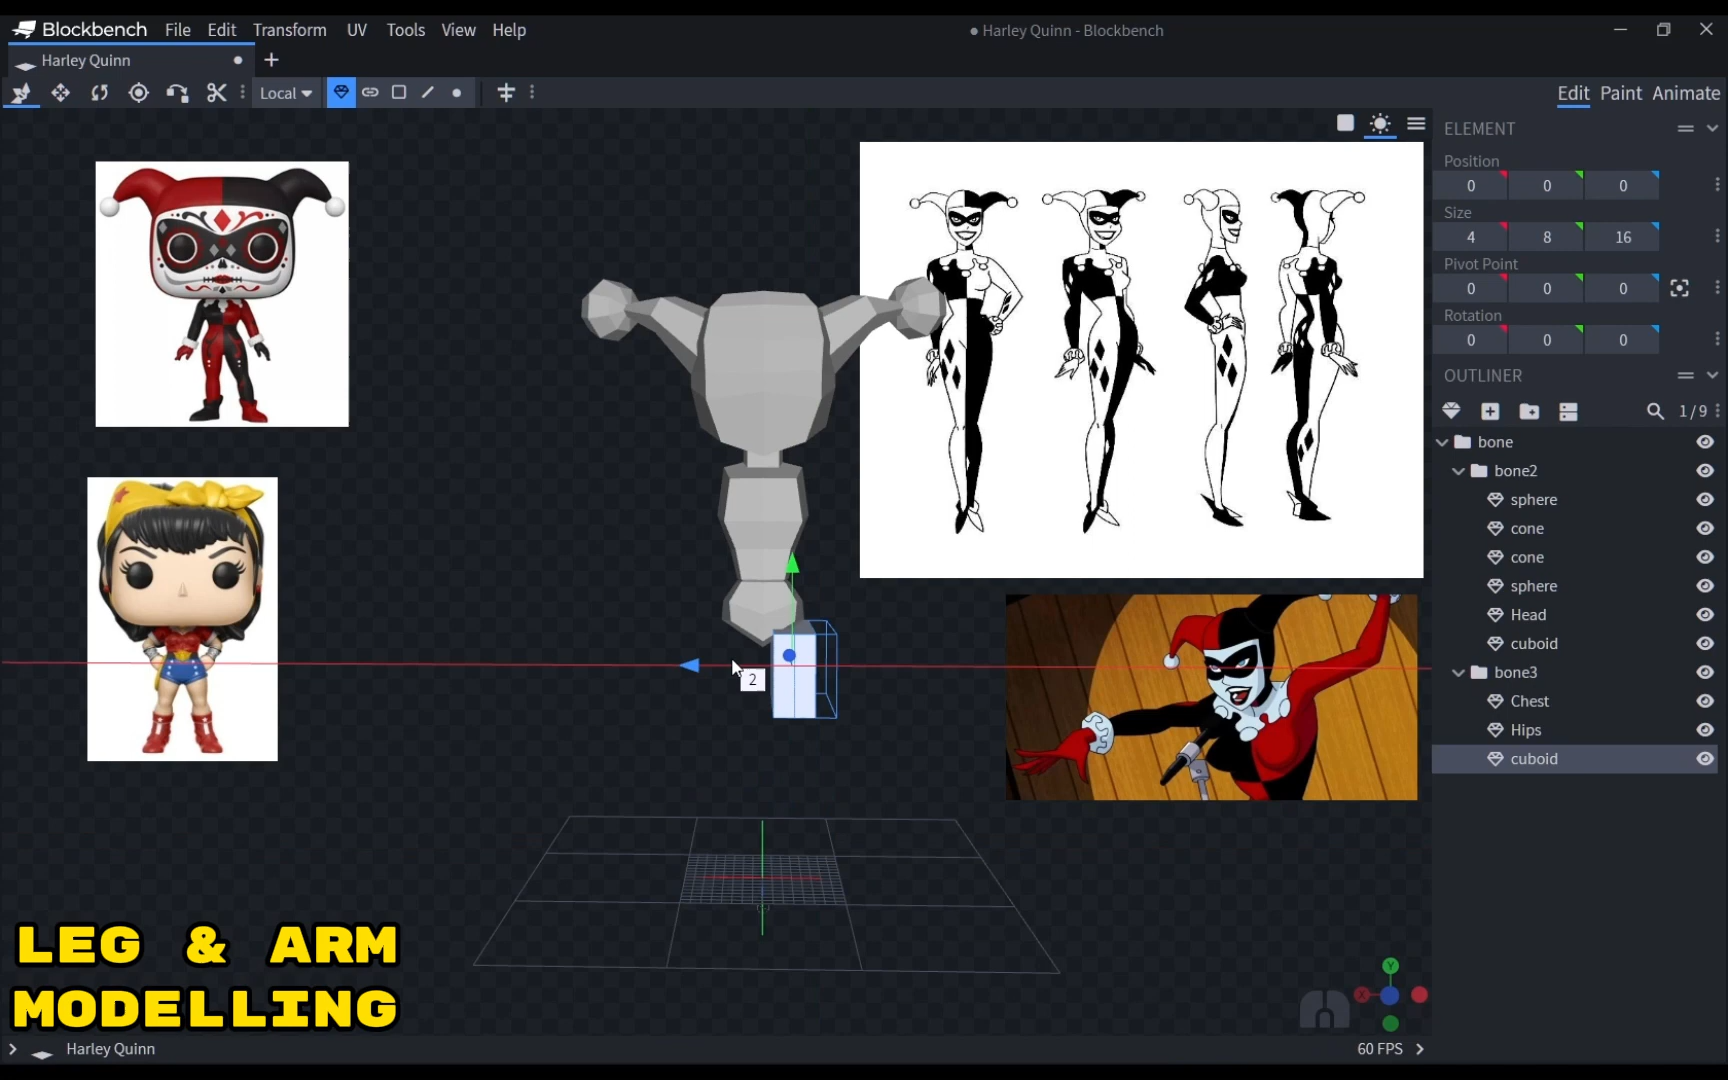 Blockbench File Edit Transform UV Tools View Help
Harley Quinn - Blockbench
Harley Quinn
Local
Edit Paint Animate
ELEMENT
Position
0 0 0
Size
4 8 16
Pivot Point
0 0 0
Rotation
0 0 0
OUTLINER
1/9
bone
bone2
sphere
cone
cone
sphere
Head
cuboid
bone3
Chest
Hips
cuboid
2
Y
X
LEG & ARM
MODELLING
Harley Quinn
60 FPS